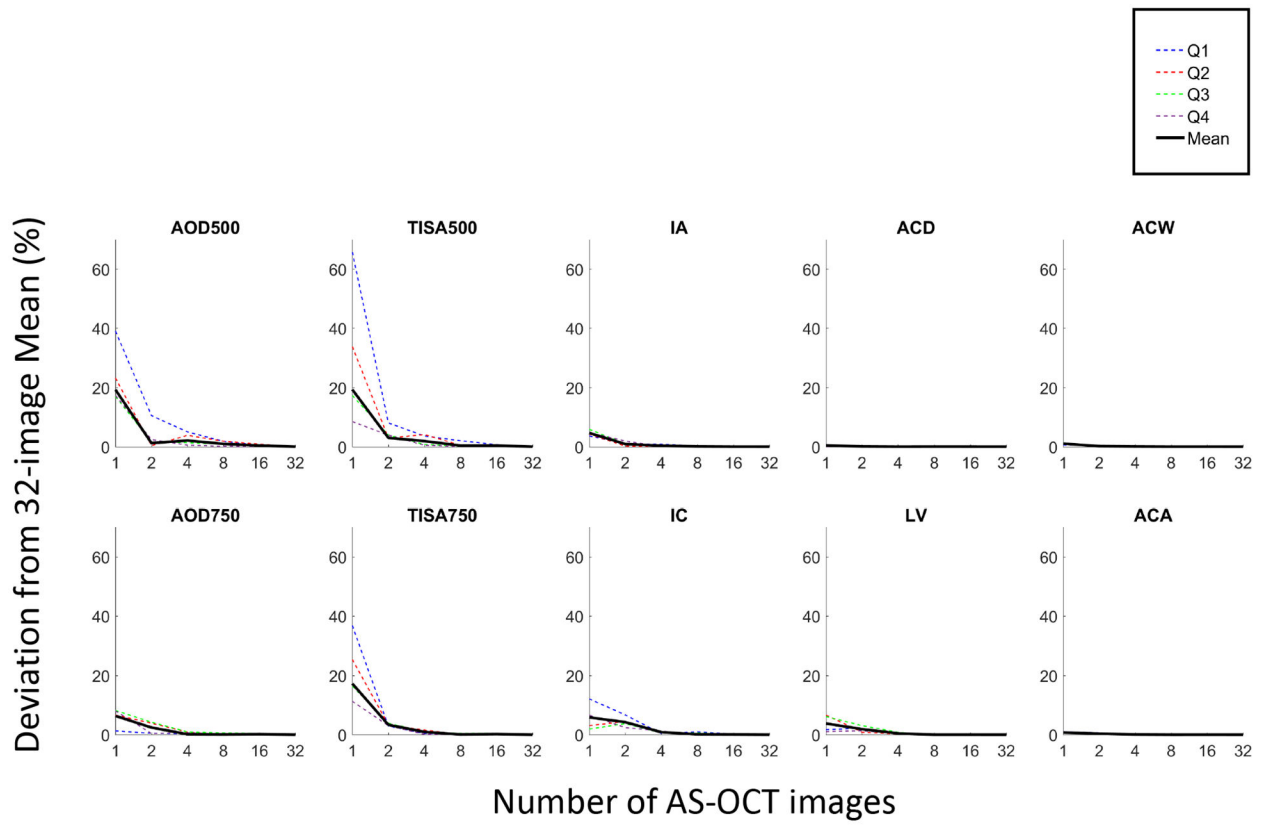 Q1
Q2
Q3
Q4
Mean
Deviation from 32-image Mean (%)
AOD500
60
40
20
0
1 2 4 8 16 32
TISA500
60
40
20
0
1 2 4 8 16 32
IA
60
40
20
0
1 2 4 8 16 32
ACD
60
40
20
0
1 2 4 8 16 32
ACW
60
40
20
0
1 2 4 8 16 32
AOD750
60
40
20
0
1 2 4 8 16 32
TISA750
60
40
20
0
1 2 4 8 16 32
IC
60
40
20
0
1 2 4 8 16 32
LV
60
40
20
0
1 2 4 8 16 32
ACA
60
40
20
0
1 2 4 8 16 32
Number of AS-OCT images